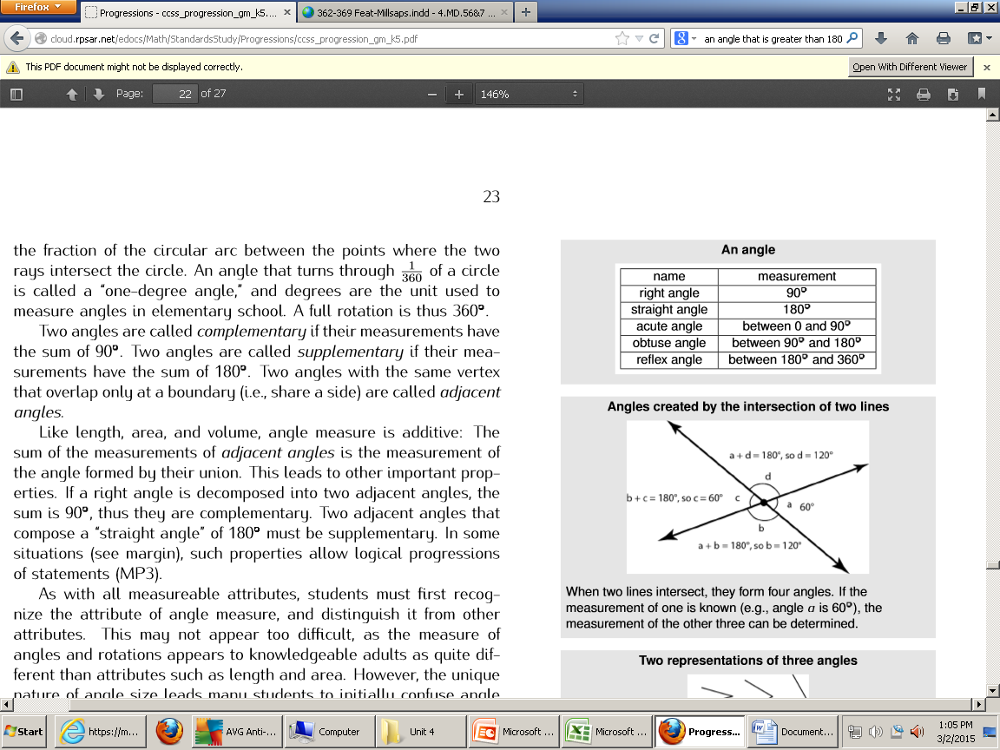 Firefox
Progressions - ccss_progression_gm_k5....
362-369 Feat-Millsaps.indd - 4.MD.56&7 ...
cloud.rpsar.net/edocs/Math/StandardsStudy/Progressions/ccss_progression_gm_k5.pdf
an angle that is greater than 180
This PDF document might not be displayed correctly.
Open With Different Viewer
Page: 22 of 27
146%
23
the fraction of the circular arc between the points where the two
rays intersect the circle. An angle that turns through 1/360 of a circle
is called a “one-degree angle,” and degrees are the unit used to
measure angles in elementary school. A full rotation is thus 360°.
Two angles are called complementary if their measurements have
the sum of 90°. Two angles are called supplementary if their mea-
surements have the sum of 180°. Two angles with the same vertex
that overlap only at a boundary (i.e., share a side) are called adjacent
angles.
Like length, area, and volume, angle measure is additive: The
sum of the measurements of adjacent angles is the measurement of
the angle formed by their union. This leads to other important prop-
erties. If a right angle is decomposed into two adjacent angles, the
sum is 90°, thus they are complementary. Two adjacent angles that
compose a “straight angle” of 180° must be supplementary. In some
situations (see margin), such properties allow logical progressions
of statements (MP3).
As with all measureable attributes, students must first recog-
nize the attribute of angle measure, and distinguish it from other
attributes. This may not appear too difficult, as the measure of
angles and rotations appears to knowledgeable adults as quite dif-
ferent than attributes such as length and area. However, the unique
nature of angle size leads many students to initially confuse angle
An angle
name measurement
right angle 90°
straight angle 180°
acute angle between 0 and 90°
obtuse angle between 90° and 180°
reflex angle between 180° and 360°
Angles created by the intersection of two lines
a + d = 180°, so d = 120°
d
b + c = 180°, so c = 60° c a 60°
b
a + b = 180°, so b = 120°
When two lines intersect, they form four angles. If the
measurement of one is known (e.g., angle a is 60°), the
measurement of the other three can be determined.
Two representations of three angles
Start
https://m...
AVG Anti-...
Computer
Unit 4
Microsoft ...
Microsoft ...
Progress...
Document...
1:05 PM
3/2/2015